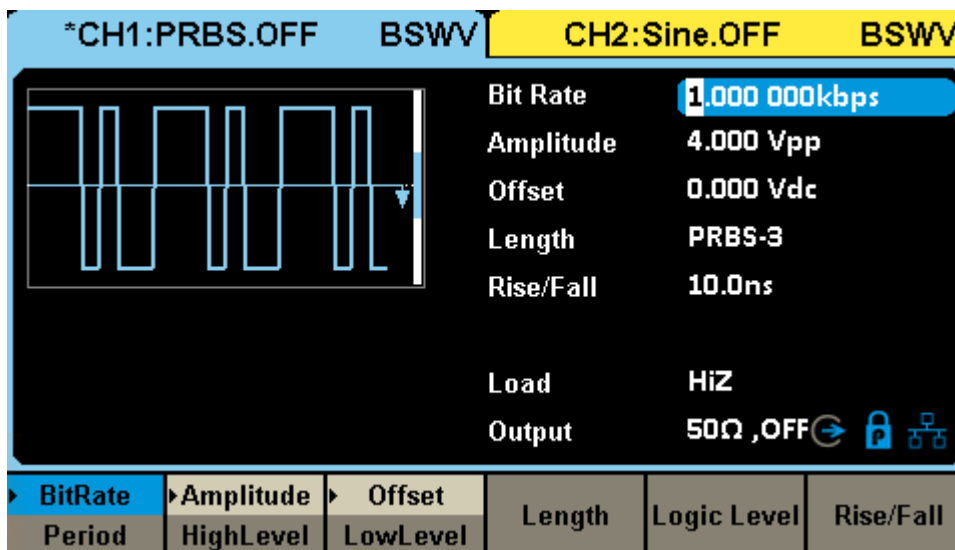 *CH1:PRBS.OFF BSWV CH2:Sine.OFF BSWV
Bit Rate 1.000 000kbps
Amplitude 4.000 Vpp
Offset 0.000 Vdc
Length PRBS-3
Rise/Fall 10.0ns
Load HiZ
Output 50Ω ,OFF P
BitRate Amplitude Offset Length Logic Level Rise/Fall
Period HighLevel LowLevel